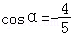 cos α = -4/5